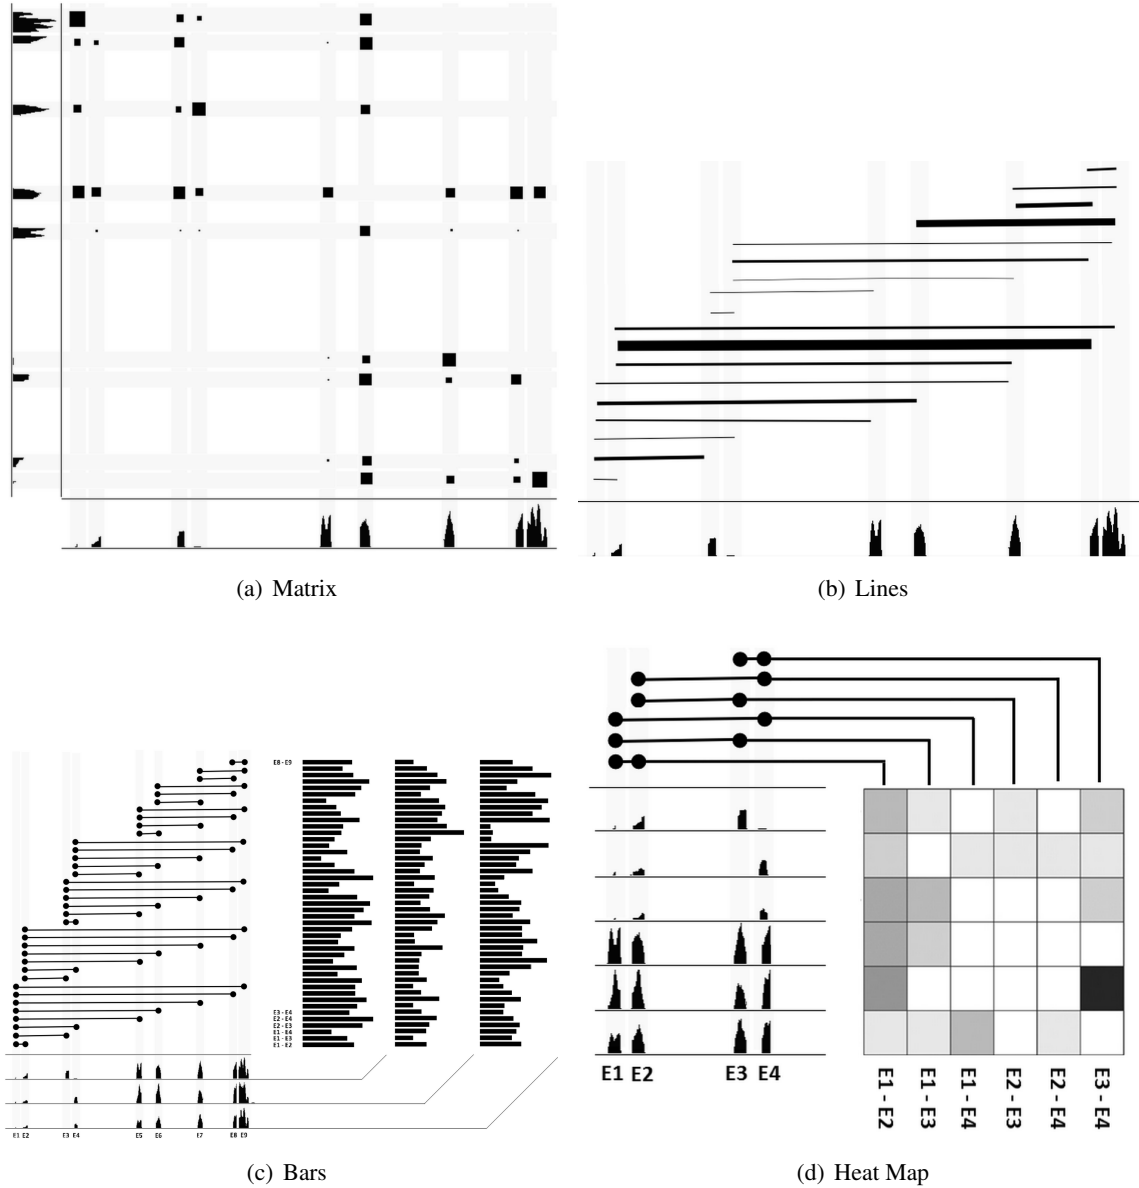 (a) Matrix
(b) Lines
E8 - E9
E3 - E4
E2 - E4
E2 - E3
E1 - E4
E1 - E3
E1 - E2
E1 E2 E3 E4 E5 E6 E7 E8 E9
(c) Bars
E1 E2 E3 E4
E1 - E2
E1 - E3
E1 - E4
E2 - E3
E2 - E4
E3 - E4
(d) Heat Map